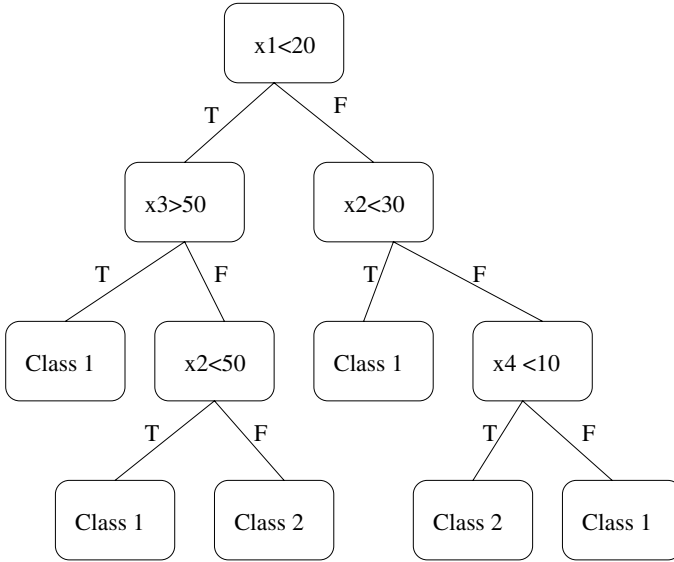 x1<20
T
F
x3>50
x2<30
T
F
T
F
Class 1
x2<50
Class 1
x4 <10
T
F
T
F
Class 1
Class 2
Class 2
Class 1